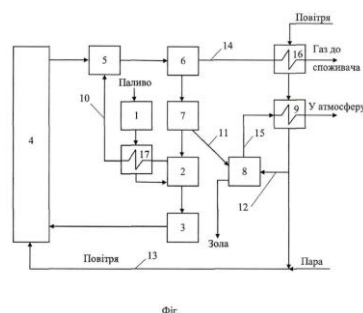 Повітря
14
16
Газ до
споживача
5
6
Паливо
10
1
7
11
15
9
У атмосферу
4
17
2
8
12
3
Зола
Повітря
13
Пара
Фіг